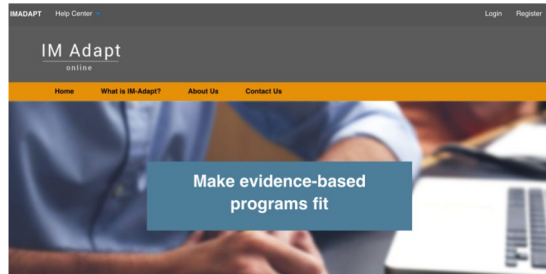 IMADAPT Help Center Login Register
IM Adapt
online
Home What is IM-Adapt? About Us Contact Us
Make evidence-based
programs fit